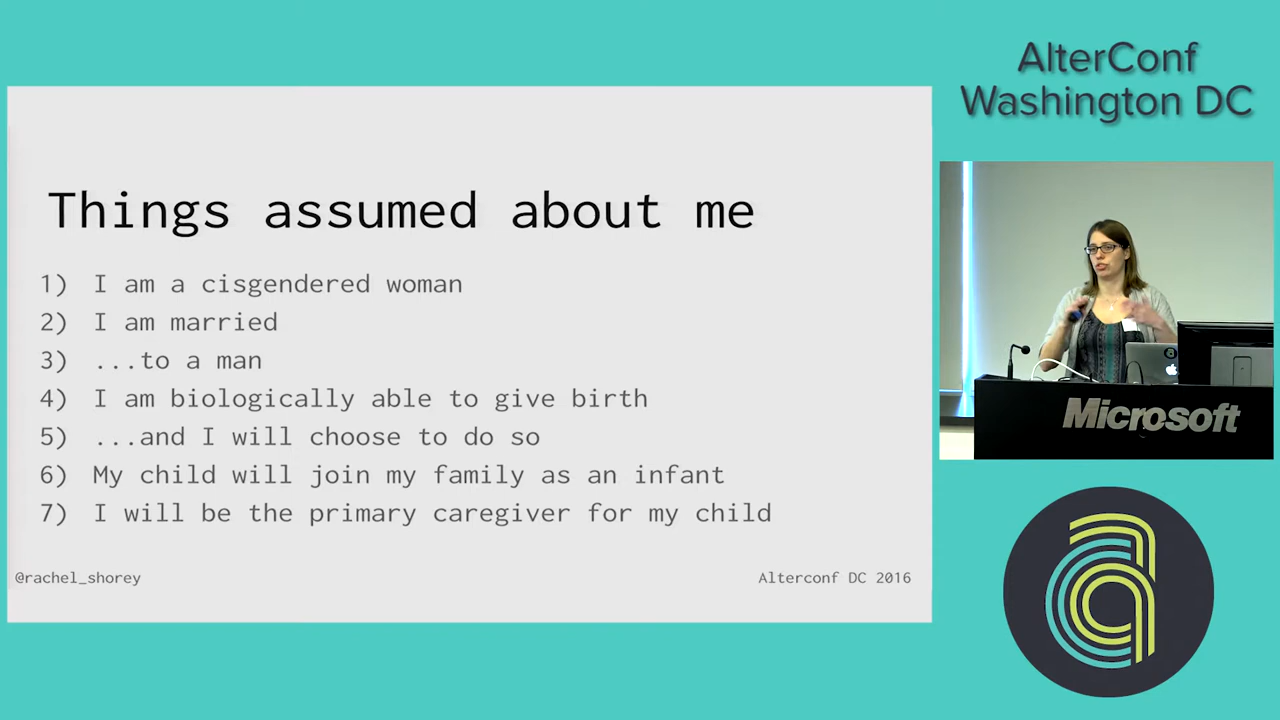 AlterConf
Washington DC
Things assumed about me
1) I am a cisgendered woman
2) I am married
3) ...to a man
4) I am biologically able to give birth
5) ...and I will choose to do so
6) My child will join my family as an infant
7) I will be the primary caregiver for my child
@rachel_shorey
Alterconf DC 2016
Microsoft